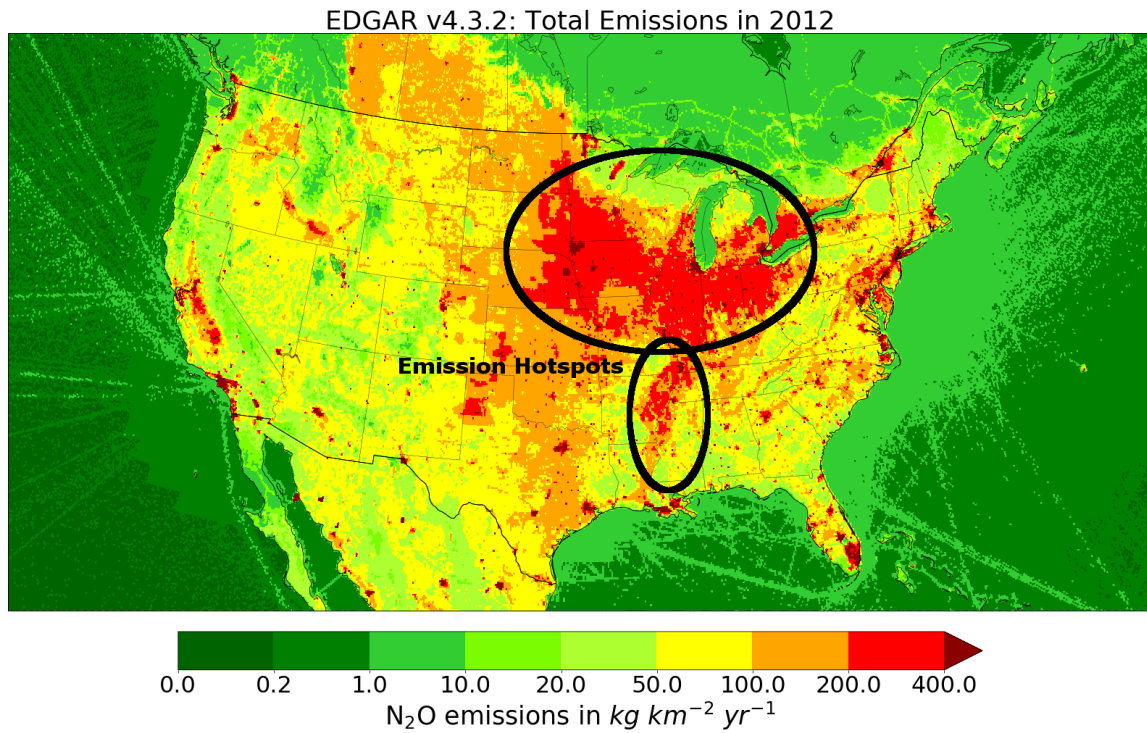 EDGAR v4.3.2: Total Emissions in 2012
Emission Hotspots
0.0 0.2 1.0 10.0 20.0 50.0 100.0 200.0 400.0
N₂O emissions in kg km⁻² yr⁻¹